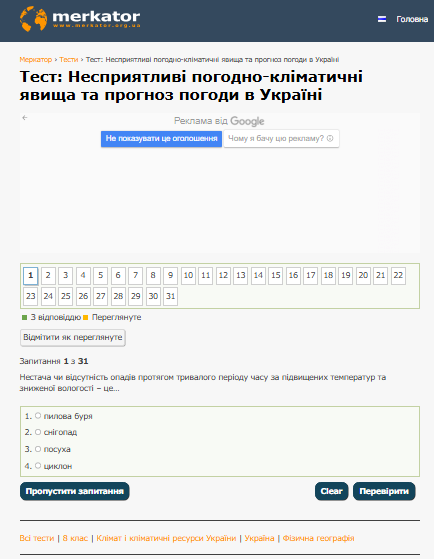 merkator
www.merkator.org.ua
Головна
Меркатор › Тести › Тест: Несприятливі погодно-кліматичні явища та прогноз погоди в Україні
Тест: Несприятливі погодно-кліматичні
явища та прогноз погоди в Україні
Реклама від Google
Не показувати це оголошення Чому я бачу цю рекламу?
1 2 3 4 5 6 7 8 9 10 11 12 13 14 15 16 17 18 19 20 21 22
23 24 25 26 27 28 29 30 31
З відповіддю Переглянуте
Відмітити як переглянуте
Запитання 1 з 31
Нестача чи відсутність опадів протягом тривалого періоду часу за підвищених температур та
зниженої вологості – це...
1. пилова буря
2. снігопад
3. посуха
4. циклон
Пропустити запитання Clear Перевірити
Всі тести | 8 клас | Клімат і кліматичні ресурси України | Україна | Фізична географія